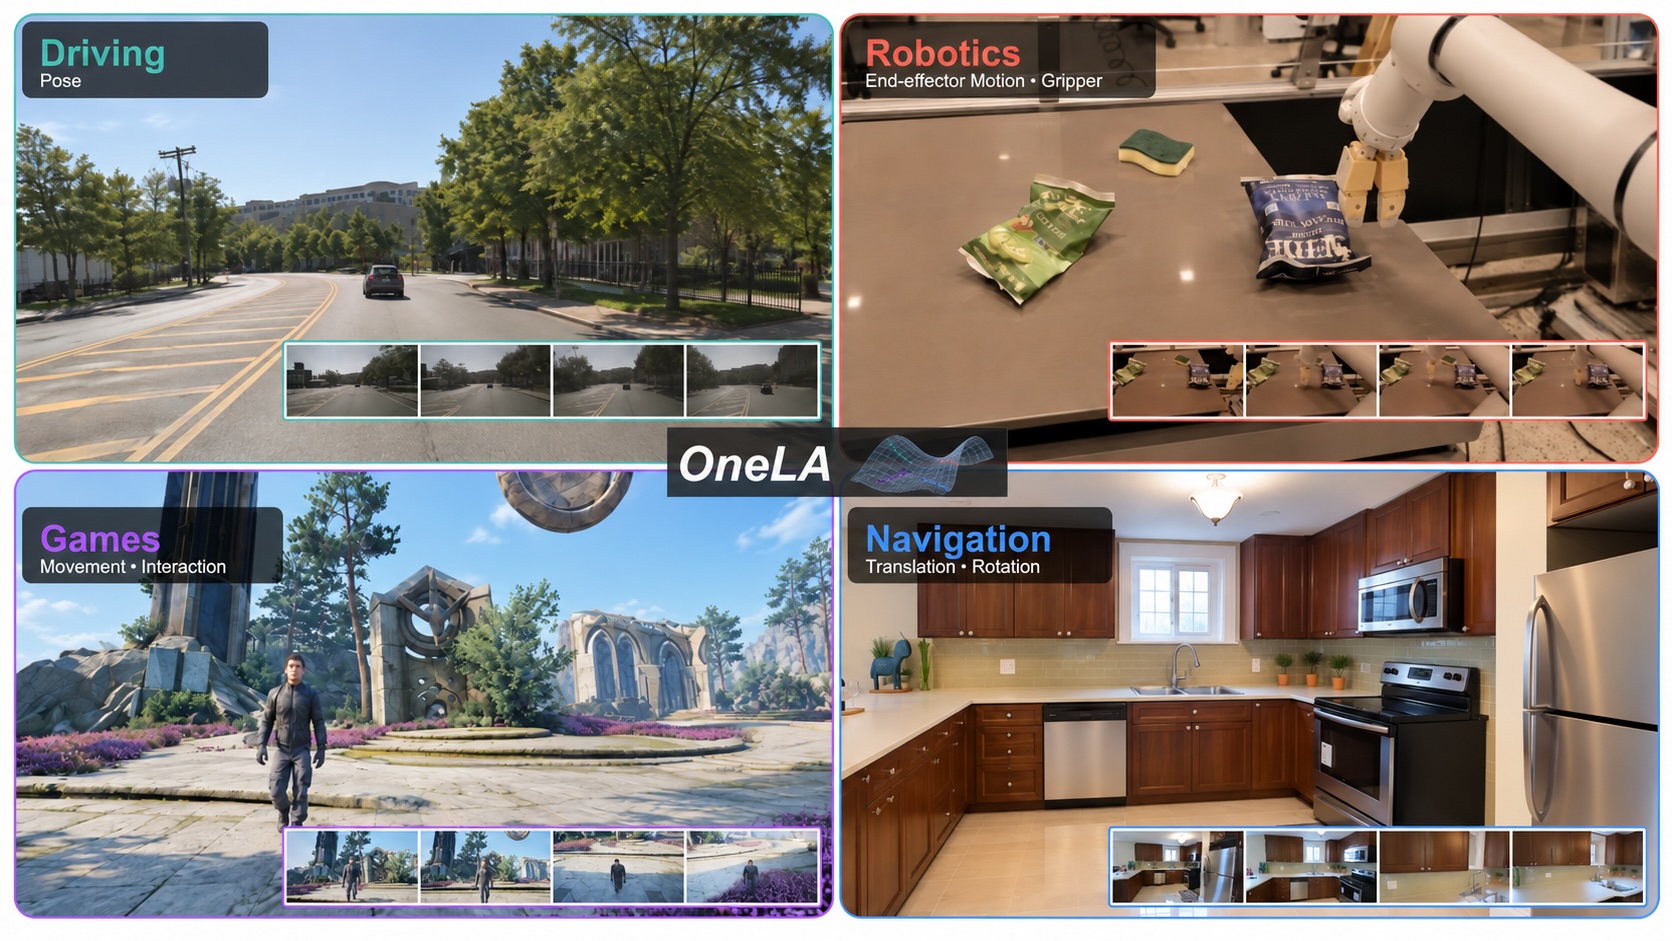 Driving
Pose
Robotics
End-effector Motion • Gripper
OneLA
Games
Movement • Interaction
Navigation
Translation • Rotation